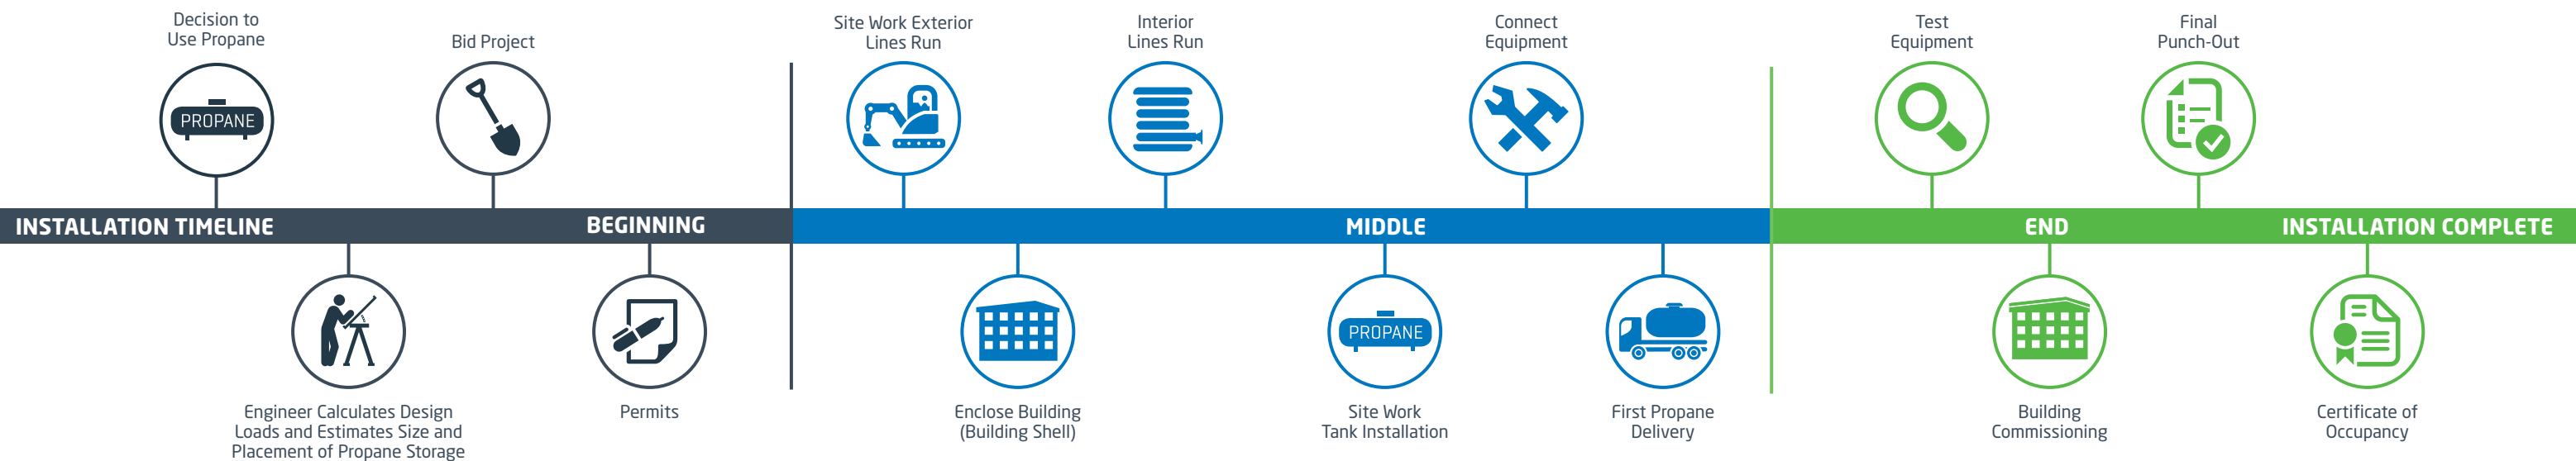 Decision to
Use Propane
Bid Project
Site Work Exterior
Lines Run
Interior
Lines Run
Connect
Equipment
Test
Equipment
Final
Punch-Out
PROPANE
INSTALLATION TIMELINE
BEGINNING
MIDDLE
END
INSTALLATION COMPLETE
PROPANE
Engineer Calculates Design
Loads and Estimates Size and
Placement of Propane Storage
Permits
Enclose Building
(Building Shell)
Site Work
Tank Installation
First Propane
Delivery
Building
Commissioning
Certificate of
Occupancy